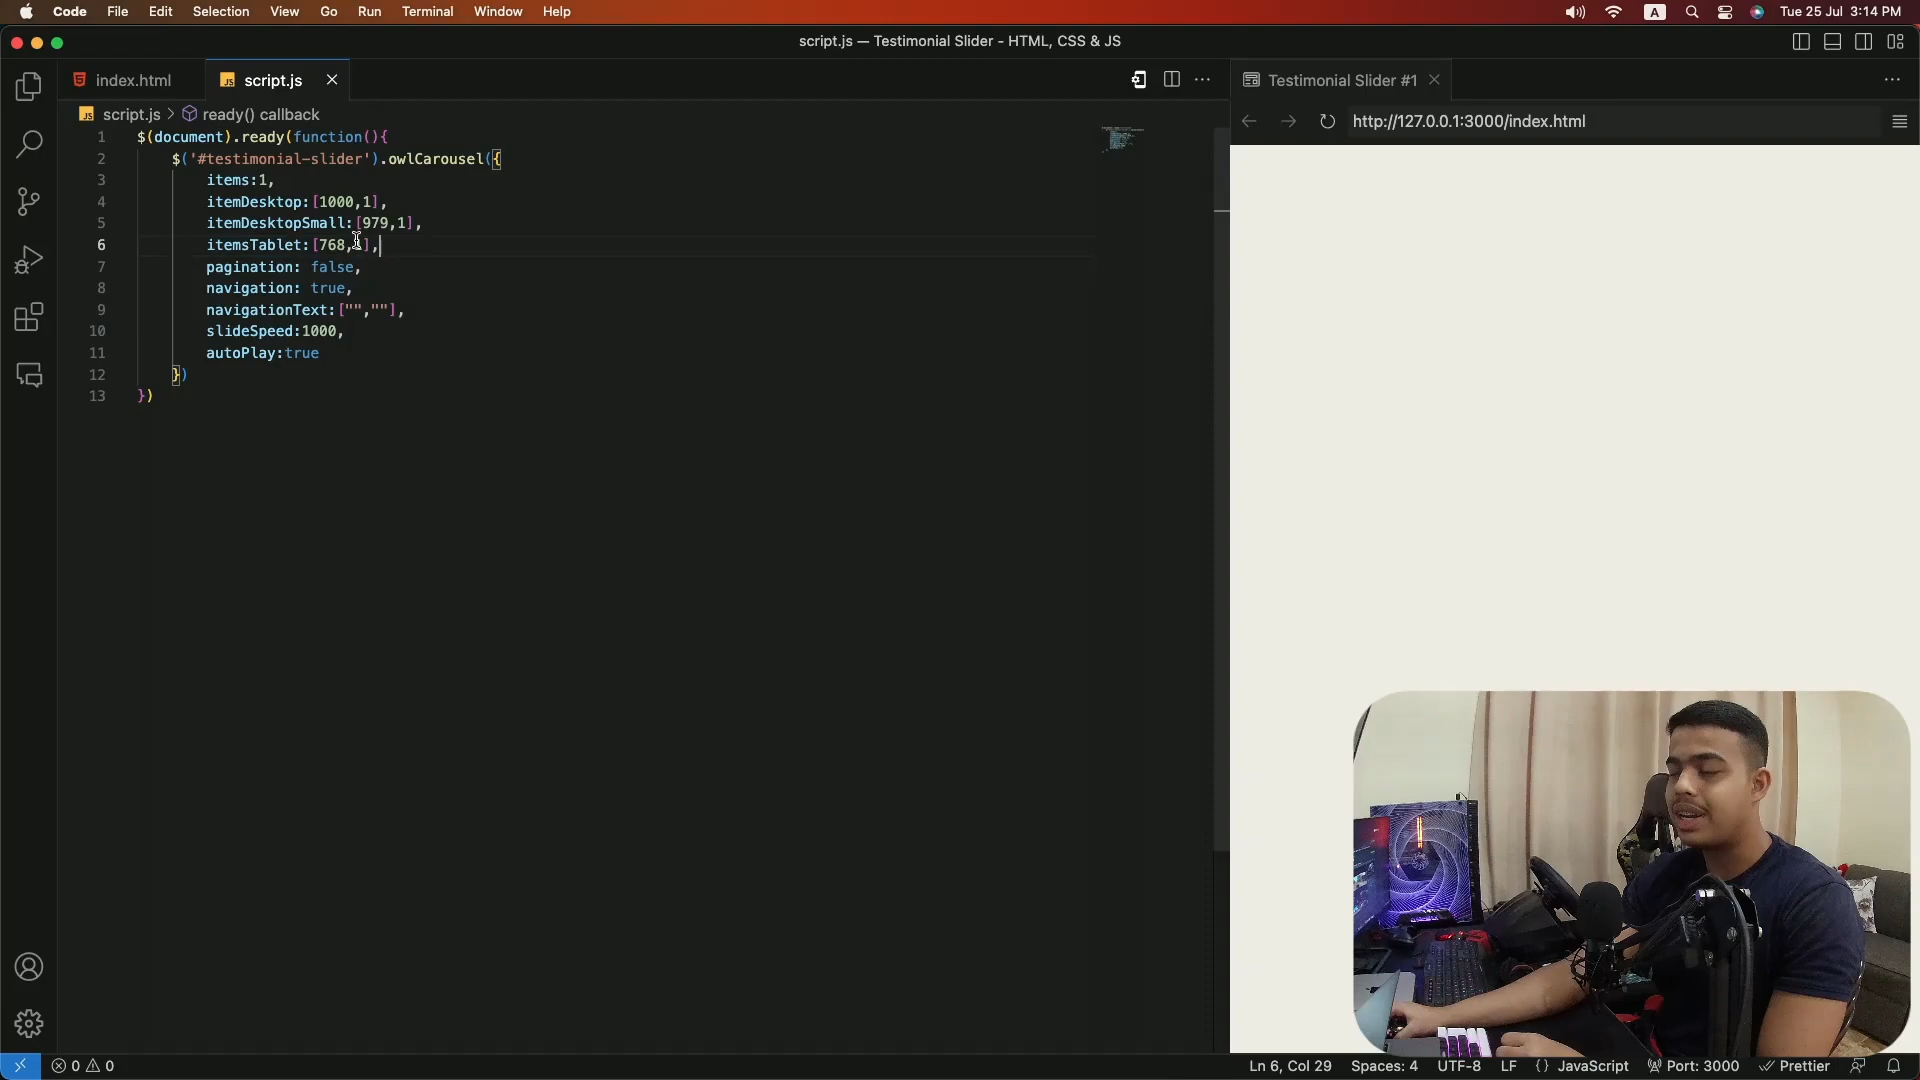 Code File Edit Selection View Go Run Terminal Window Help
A Tue 25 Jul 3:14 PM
script.js — Testimonial Slider - HTML, CSS & JS
index.html
JS script.js
Testimonial Slider #1
JS script.js > ready() callback
http://127.0.0.1:3000/index.html
1 $(document).ready(function(){
2 $('#testimonial-slider').owlCarousel({
3 items:1,
4 itemDesktop:[1000,1],
5 itemDesktopSmall:[979,1],
6 itemsTablet:[768,1],
7 pagination: false,
8 navigation: true,
9 navigationText:["",""],
10 slideSpeed:1000,
11 autoPlay:true
12 })
13 })
0 0
Ln 6, Col 29 Spaces: 4 UTF-8 LF {} JavaScript Port: 3000 Prettier